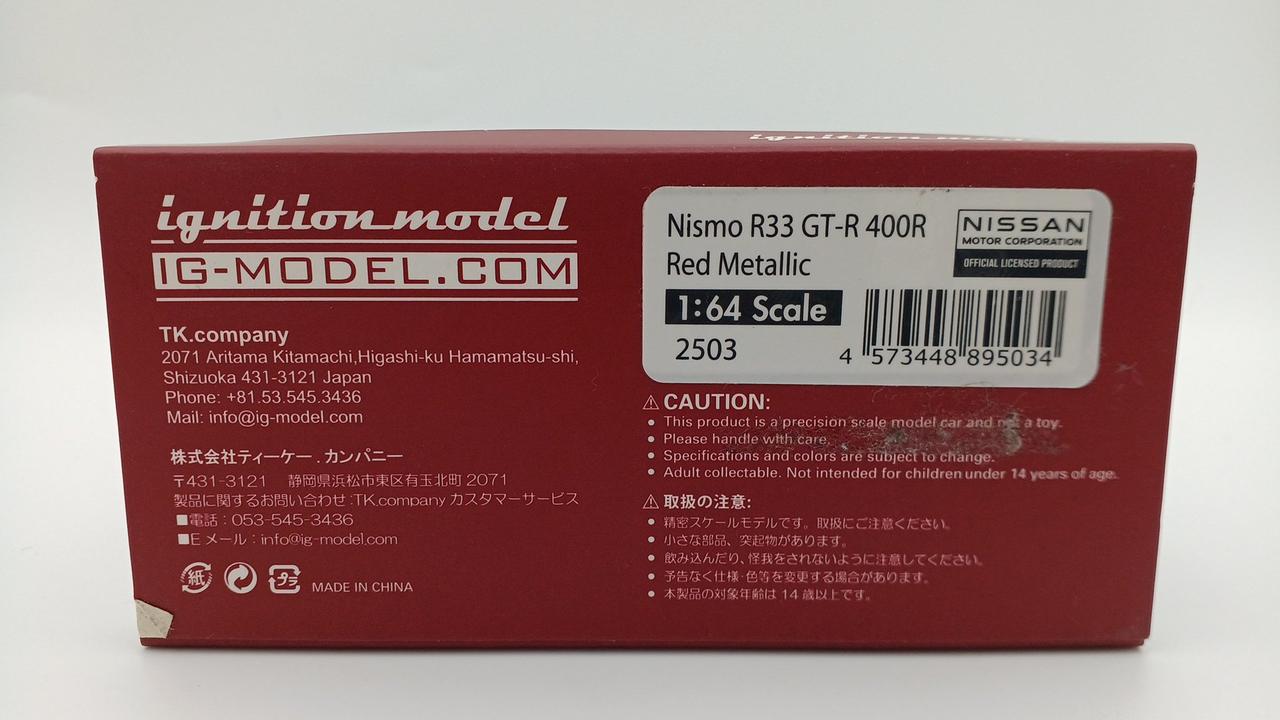 ignition model
ignition model
IG-MODEL.COM
TK.company
2071 Aritama Kitamachi,Higashi-ku Hamamatsu-shi,
Shizuoka 431-3121 Japan
Phone: +81.53.545.3436
Mail: info@ig-model.com
株式会社ティーケー.カンパニー
〒431-3121 静岡県浜松市東区有玉北町 2071
製品に関するお問い合わせ:TK.company カスタマーサービス
■電話:053-545-3436
■Eメール:info@ig-model.com
紙
プラ
MADE IN CHINA
Nismo R33 GT-R 400R
Red Metallic
1:64 Scale
2503
NISSAN
MOTOR CORPORATION
OFFICIAL LICENSED PRODUCT
4 573448 895034
⚠CAUTION:
• This product is a precision scale model car and not a toy.
• Please handle with care.
• Specifications and colors are subject to change.
• Adult collectable. Not intended for children under 14 years of age.
⚠取扱の注意:
• 精密スケールモデルです。取扱にご注意ください。
• 小さな部品、突起物があります。
• 飲み込んだり、怪我をされないように注意してください。
• 予告なく仕様・色等を変更する場合があります。
• 本製品の対象年齢は 14 歳以上です。